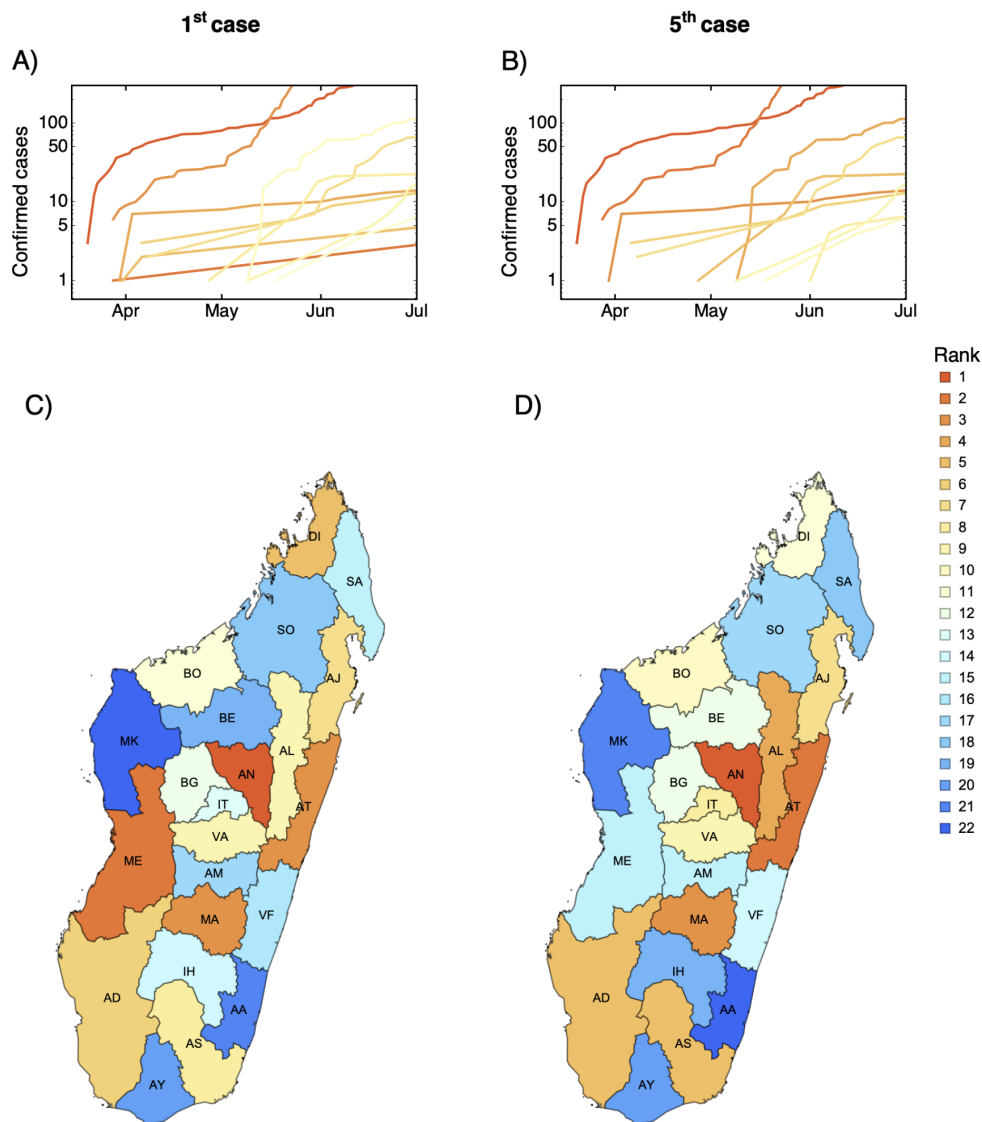 1st case
5th case
A)
B)
Confirmed cases
100
50
10
5
1
Apr
May
Jun
Jul
Confirmed cases
100
50
10
5
1
Apr
May
Jun
Jul
Rank
1
2
3
4
5
6
7
8
9
10
11
12
13
14
15
16
17
18
19
20
21
22
C)
D)
DI
SA
SO
BO
AJ
BE
MK
AL
AN
BG
IT
AT
VA
ME
AM
MA
VF
IH
AD
AA
AS
AY
DI
SA
SO
BO
AJ
BE
MK
AL
AN
BG
IT
AT
VA
ME
AM
MA
VF
IH
AD
AA
AS
AY